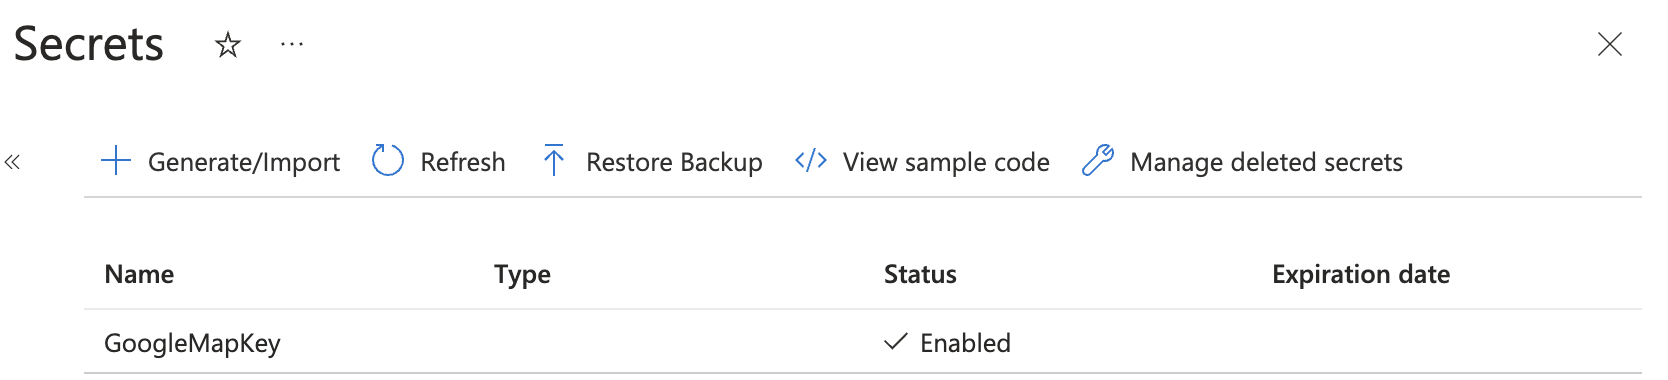 Secrets ☆ ...
« + Generate/Import Refresh Restore Backup </> View sample code Manage deleted secrets
Name Type Status Expiration date
GoogleMapKey ✓ Enabled